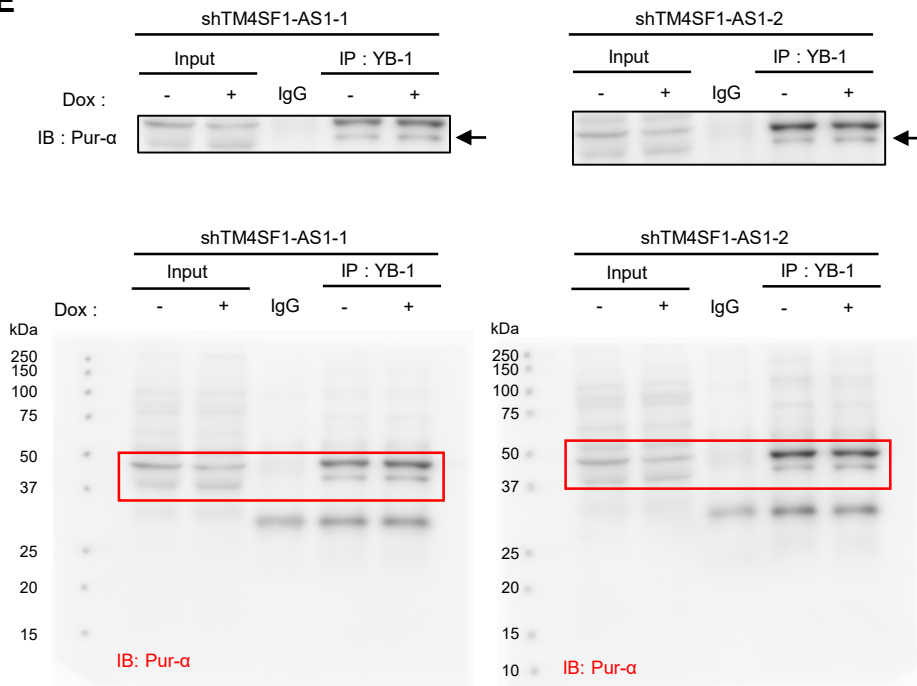 E
shTM4SF1-AS1-1
shTM4SF1-AS1-2
Input
IP : YB-1
Input
IP : YB-1
Dox :
-
+
IgG
-
+
-
+
IgG
-
+
IB : Pur-α
shTM4SF1-AS1-1
shTM4SF1-AS1-2
Input
IP : YB-1
Input
IP : YB-1
Dox :
-
+
IgG
-
+
-
+
IgG
-
+
kDa
250
150
100
75
50
37
25
20
15
IB: Pur-α
kDa
250
150
100
75
50
37
25
20
15
10
IB: Pur-α